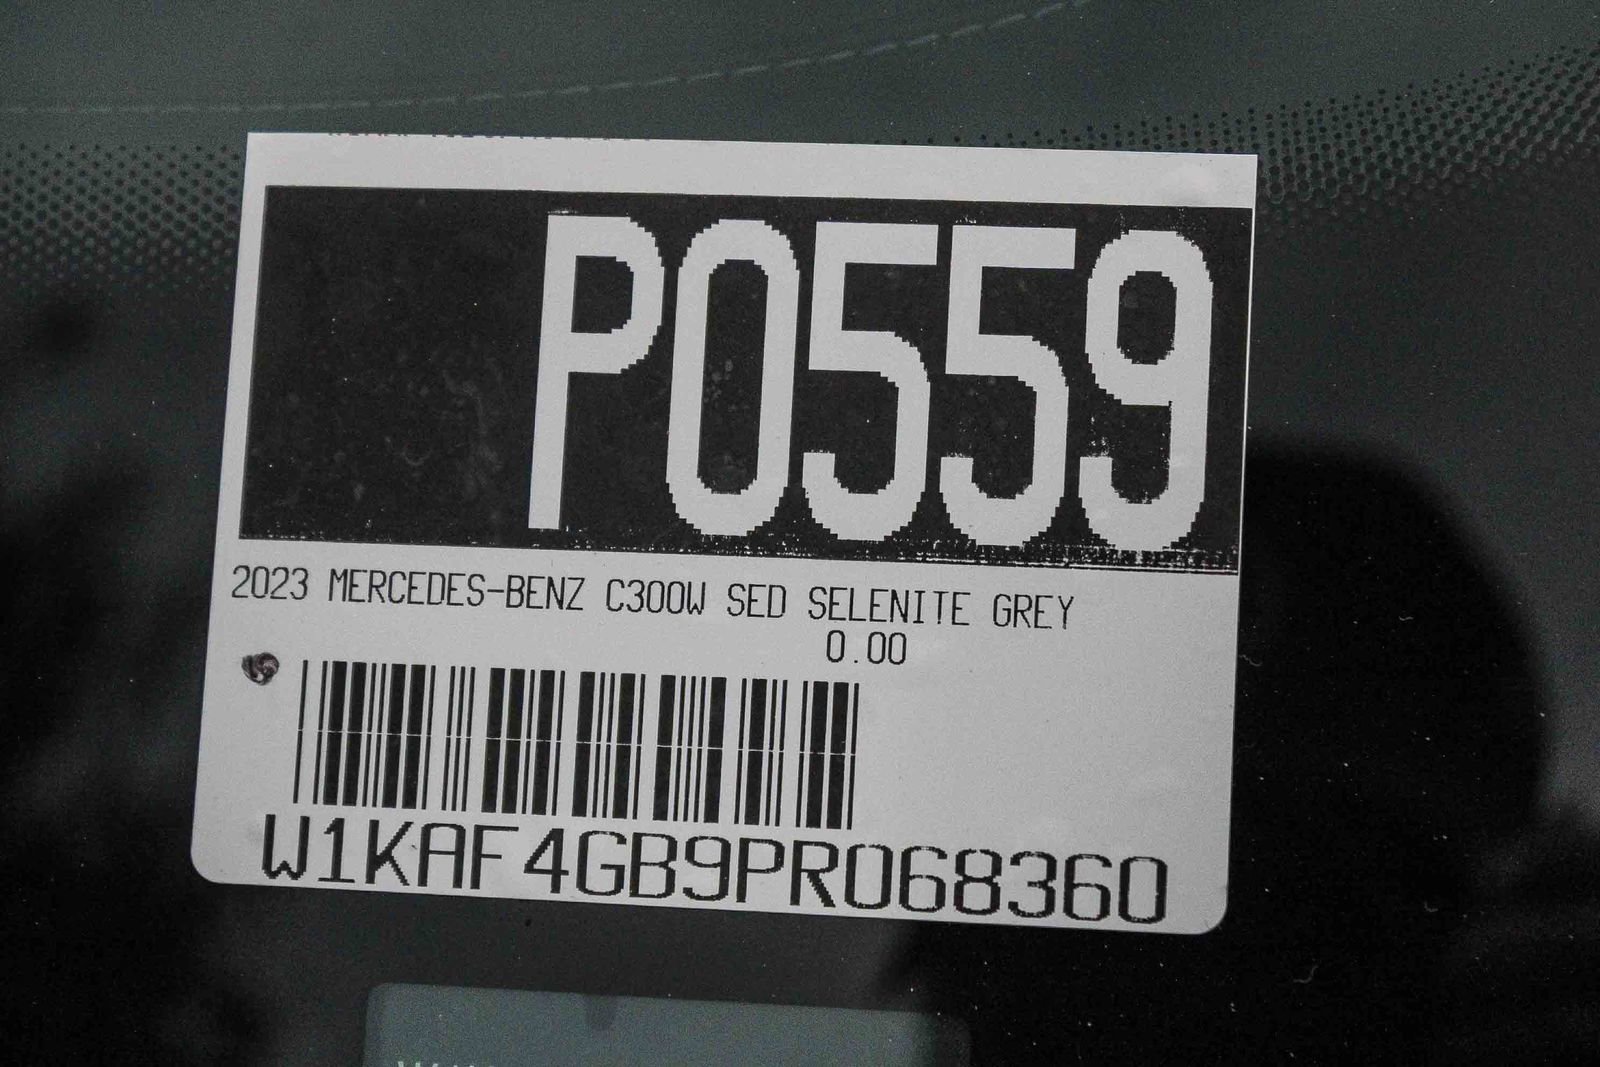 P0559
2023 MERCEDES-BENZ C300W SED SELENITE GREY
0.00
W1KAF4GB9PR068360